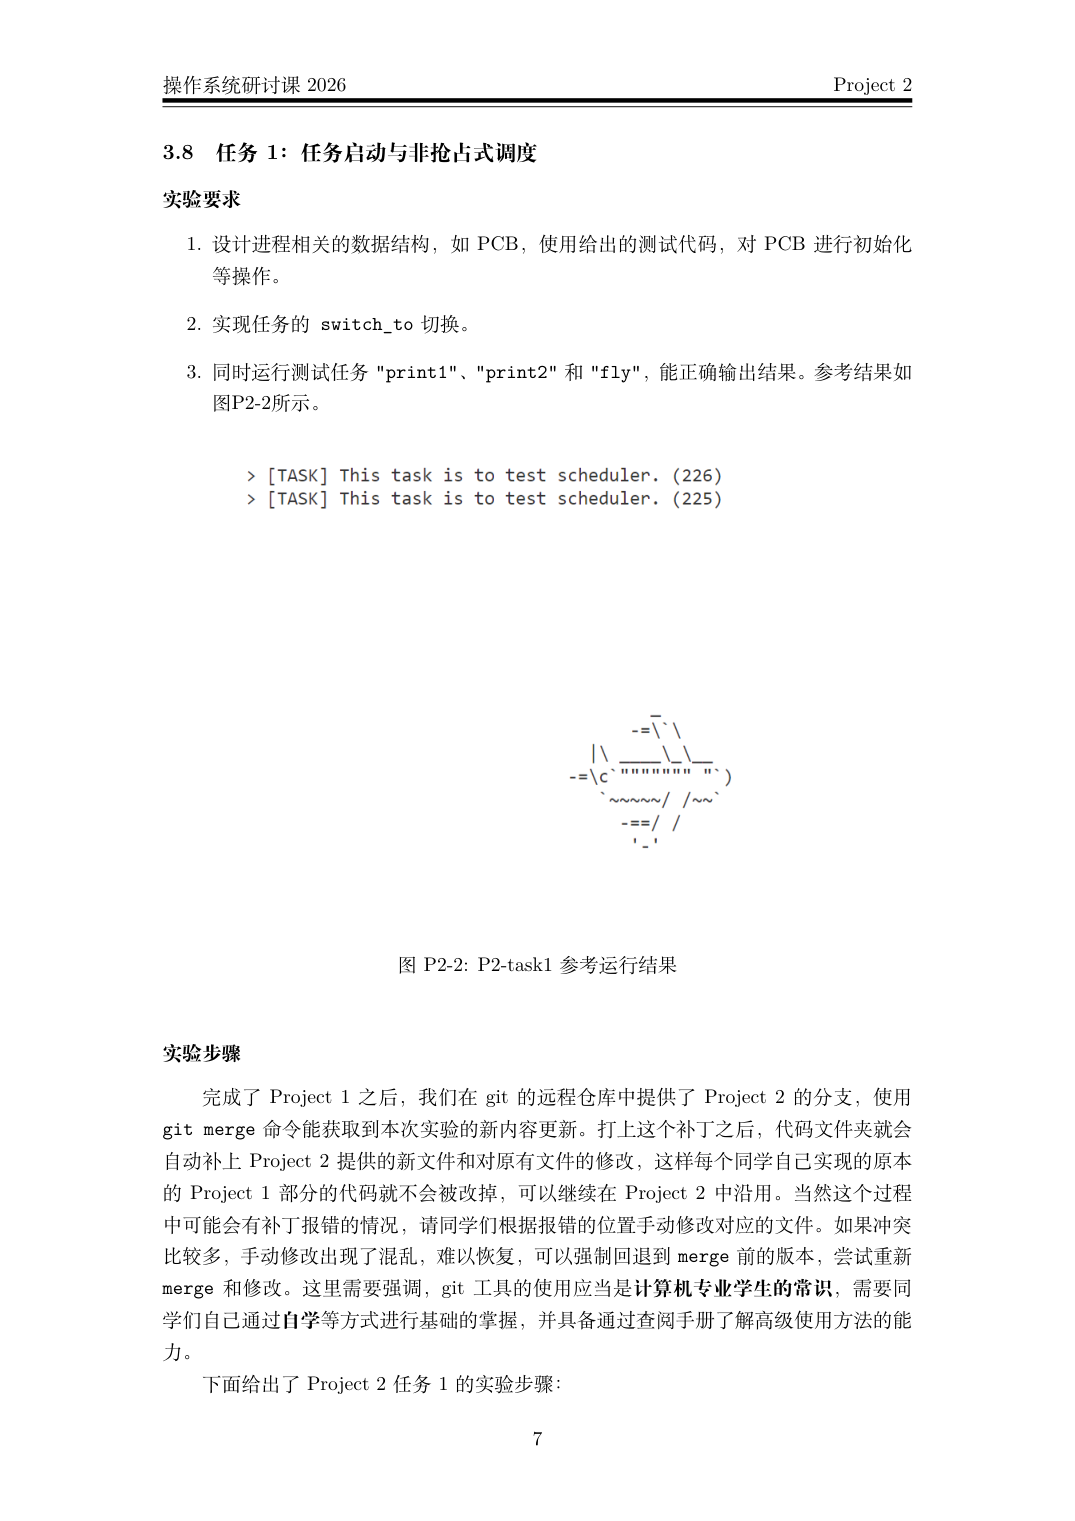 操作系统研讨课 2026 Project 2
3.8 任务 1：任务启动与非抢占式调度
实验要求
1. 设计进程相关的数据结构，如 PCB，使用给出的测试代码，对 PCB 进行初始化
等操作。
2. 实现任务的 switch_to 切换。
3. 同时运行测试任务 "print1"、"print2" 和 "fly"，能正确输出结果。参考结果如
图P2-2所示。
> [TASK] This task is to test scheduler. (226)
> [TASK] This task is to test scheduler. (225)
_
-=\`\
|\ ____\_\__
-=\c`""""""" "`)
`~~~~~/ /~~`
-==/ /
'-'
图 P2-2: P2-task1 参考运行结果
实验步骤
完成了 Project 1 之后，我们在 git 的远程仓库中提供了 Project 2 的分支，使用
git merge 命令能获取到本次实验的新内容更新。打上这个补丁之后，代码文件夹就会
自动补上 Project 2 提供的新文件和对原有文件的修改，这样每个同学自己实现的原本
的 Project 1 部分的代码就不会被改掉，可以继续在 Project 2 中沿用。当然这个过程
中可能会有补丁报错的情况，请同学们根据报错的位置手动修改对应的文件。如果冲突
比较多，手动修改出现了混乱，难以恢复，可以强制回退到 merge 前的版本，尝试重新
merge 和修改。这里需要强调，git 工具的使用应当是计算机专业学生的常识，需要同
学们自己通过自学等方式进行基础的掌握，并具备通过查阅手册了解高级使用方法的能
力。
下面给出了 Project 2 任务 1 的实验步骤：
7